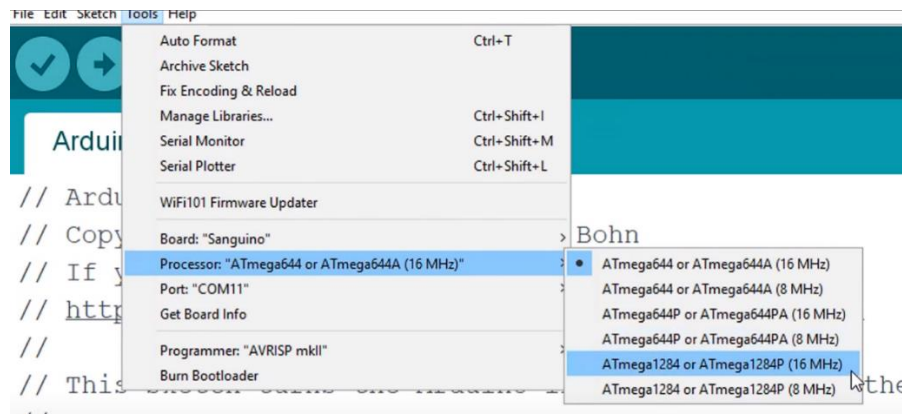 File Edit Sketch Tools Help
Auto Format Ctrl+T
Archive Sketch
Fix Encoding & Reload
Manage Libraries... Ctrl+Shift+I
Serial Monitor Ctrl+Shift+M
Serial Plotter Ctrl+Shift+L
WiFi101 Firmware Updater
Board: "Sanguino"
Processor: "ATmega644 or ATmega644A (16 MHz)"
Port: "COM11"
Get Board Info
Programmer: "AVRISP mkII"
Burn Bootloader
ATmega644 or ATmega644A (16 MHz)
ATmega644 or ATmega644A (8 MHz)
ATmega644P or ATmega644PA (16 MHz)
ATmega644P or ATmega644PA (8 MHz)
ATmega1284 or ATmega1284P (16 MHz)
ATmega1284 or ATmega1284P (8 MHz)
Ardui
// Ardu
// Copy Bohn
// If y
// http
//
// This